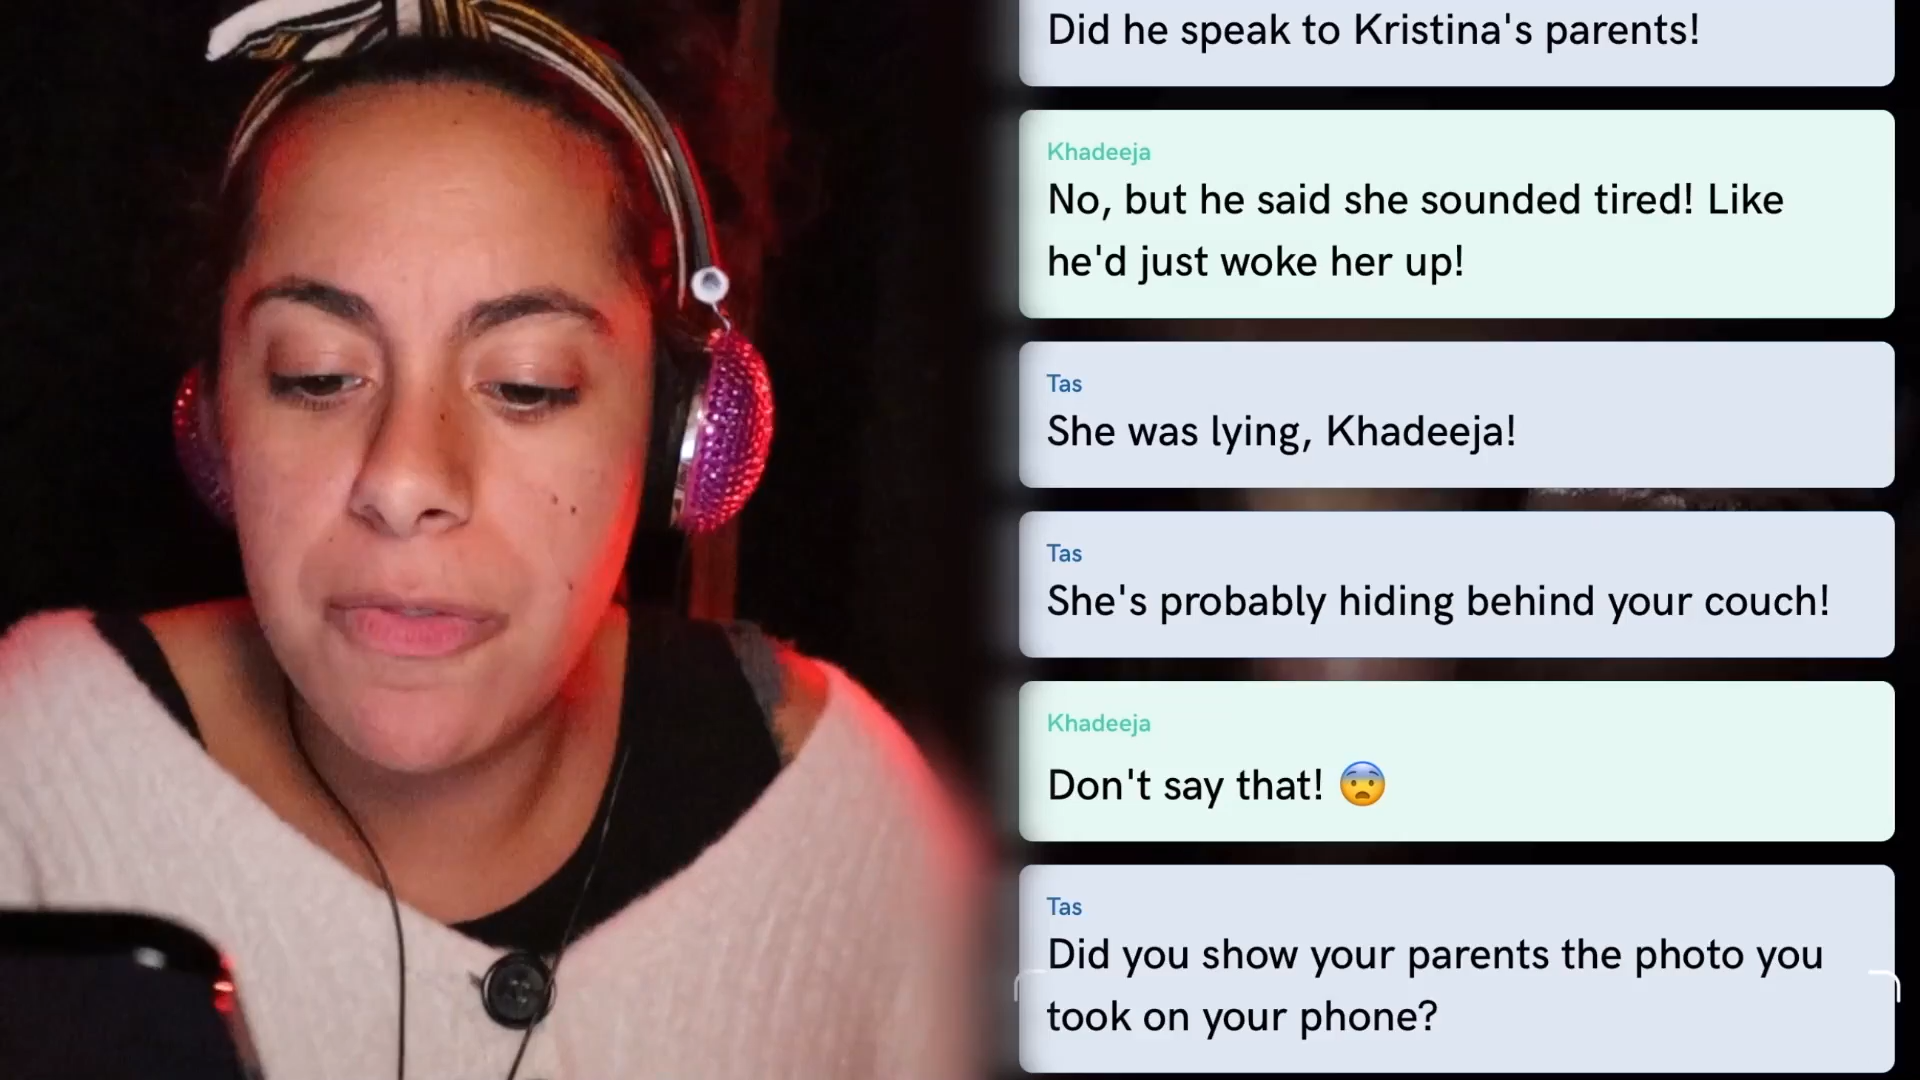 Did he speak to Kristina's parents!
Khadeeja
No, but he said she sounded tired! Like
he'd just woke her up!
Tas
She was lying, Khadeeja!
Tas
She's probably hiding behind your couch!
Khadeeja
Don't say that! 😨
Tas
Did you show your parents the photo you
took on your phone?